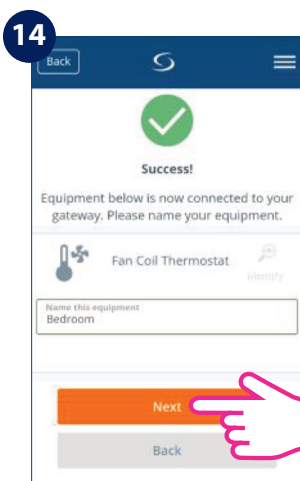 14
Back
Success!
Equipment below is now connected to your
gateway. Please name your equipment.
Fan Coil Thermostat
Identify
Name this equipment
Bedroom
Next
Back